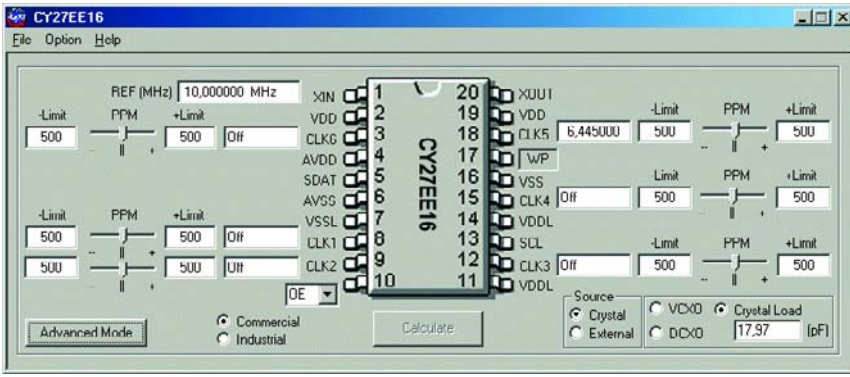 CY27EE16
File Option Help
REF (MHz) 10,000000 MHz
-Limit PPM +Limit
500 500 Off
- || +
-Limit PPM +Limit
500 500 Off
500 500 Off
- || +
OE
XIN 1
VDD 2
CLK6 3
AVDD 4
SDAT 5
AVSS 6
VSSL 7
CLK1 8
CLK2 9
10
CY27EE16
20 XOUT
19 VDD
18 CLK5 6,445000
17 WP
16 VSS
15 CLK4 Off
14 VDDL
13 SCL
12 CLK3 Off
11 VDDL
-Limit PPM +Limit
500 500
-- || +
Limit PPM +Limit
500 500
-- || +
-Limit PPM +Limit
500 500
-- || +
Advanced Mode
Commercial
Industrial
Calculate
Source
Crystal
External
VCXO
DCXO
Crystal Load
17,97 (pF)